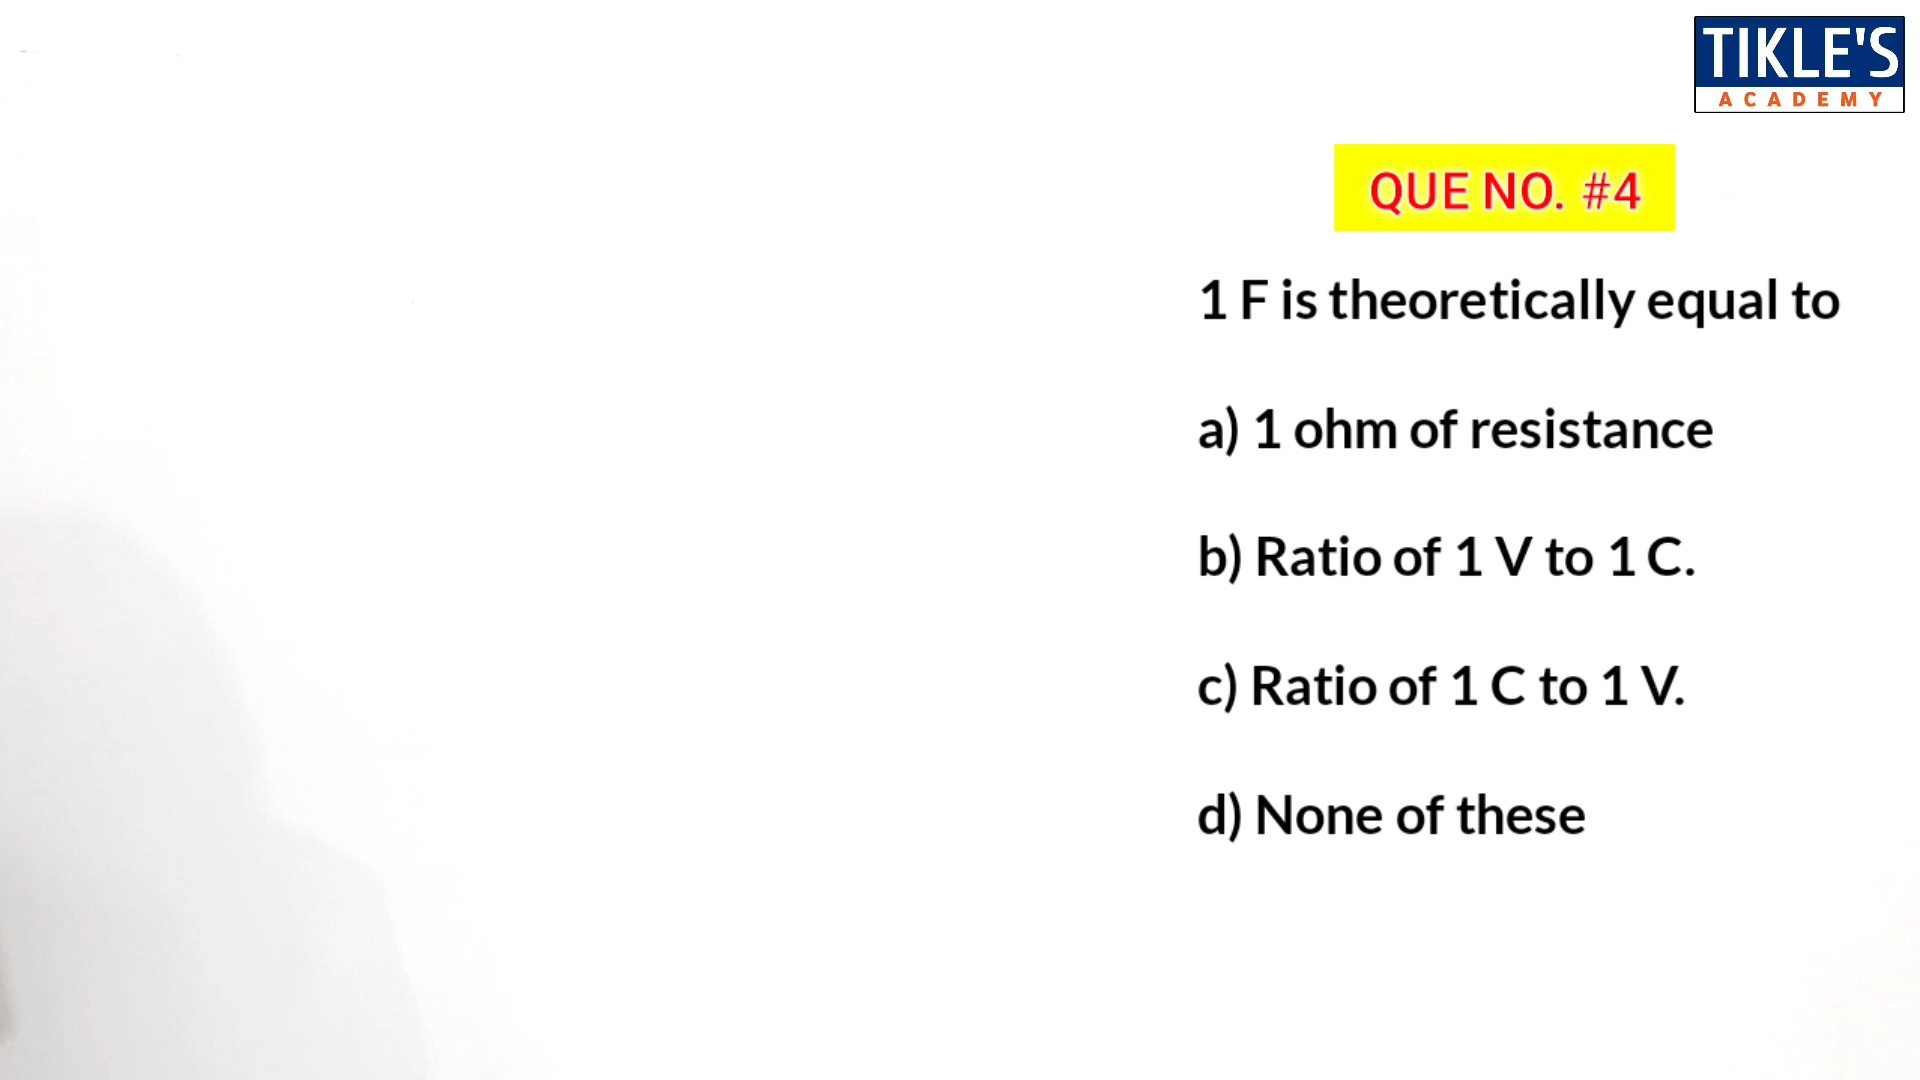 TIKLE'S
ACADEMY
QUE NO. #4
1 F is theoretically equal to
a) 1 ohm of resistance
b) Ratio of 1 V to 1 C.
c) Ratio of 1 C to 1 V.
d) None of these